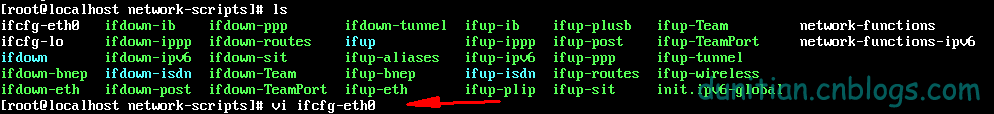 [root@localhost network-scripts]# ls
ifcfg-eth0 ifdown-ib ifdown-ppp ifdown-tunnel ifup-ib ifup-plusb ifup-Team network-functions
ifcfg-lo ifdown-ippp ifdown-routes ifup ifup-ippp ifup-post ifup-TeamPort network-functions-ipv6
ifdown ifdown-ipv6 ifdown-sit ifup-aliases ifup-ipv6 ifup-ppp ifup-tunnel
ifdown-bnep ifdown-isdn ifdown-Team ifup-bnep ifup-isdn ifup-routes ifup-wireless
ifdown-eth ifdown-post ifdown-TeamPort ifup-eth ifup-plip ifup-sit init.ipv6-global
dunitian.cnblogs.com
[root@localhost network-scripts]# vi ifcfg-eth0